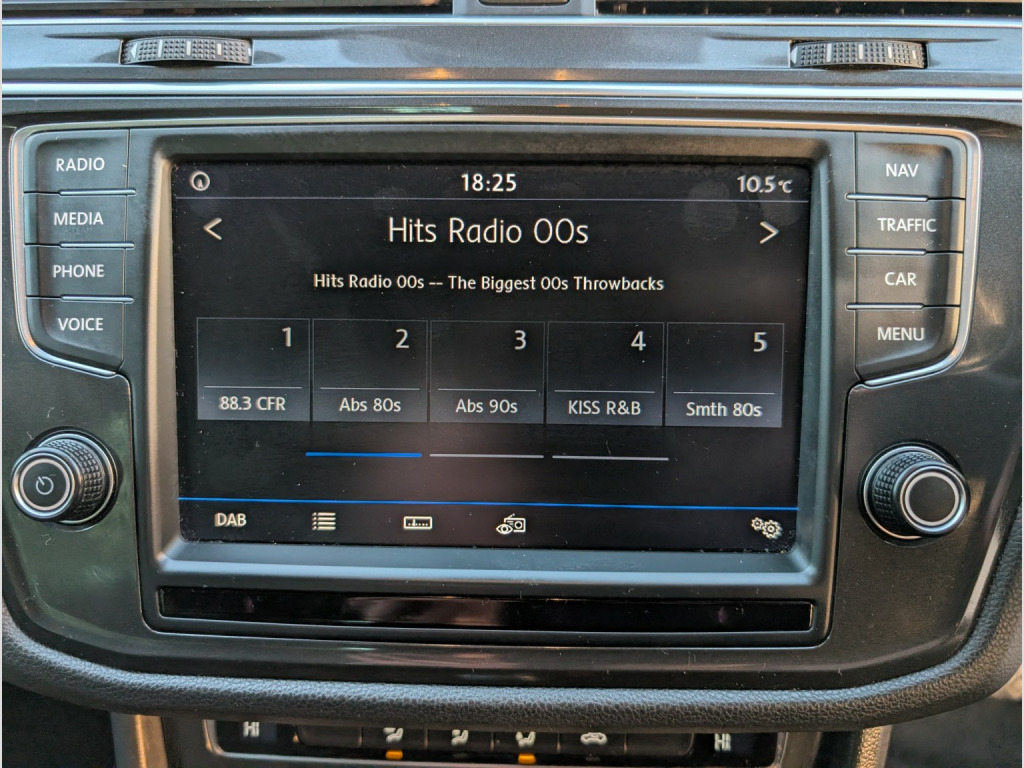 RADIO
MEDIA
PHONE
VOICE
18:25
10.5°C
< Hits Radio 00s >
Hits Radio 00s -- The Biggest 00s Throwbacks
1 2 3 4 5
88.3 CFR Abs 80s Abs 90s KISS R&B Smth 80s
DAB
NAV
TRAFFIC
CAR
MENU
HI HI